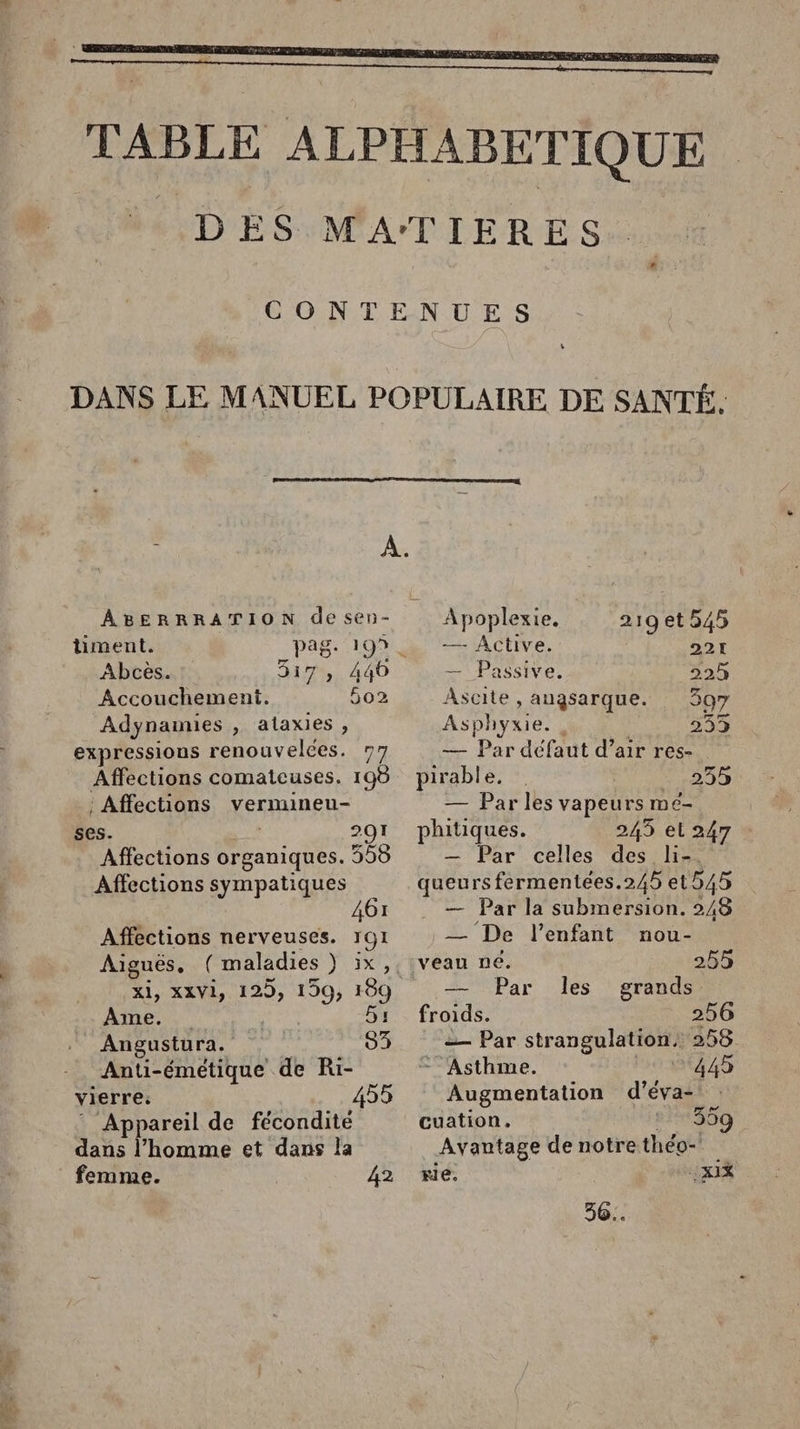 TABLE ALPHABETIQUE
DES MATIERES
CONTENUES
DANS LE MANUEL POPULAIRE DE SANTÉ.
A.
ABERRRATION de sen-
timent. pag. 193
Abcès. 317, 446
Accouchement. 502
Adynamies, ataxies,
expressions renouvelées. 77
Affections comateuses. 198
Affections vermineu-
ses. 291
Affections organiques. 358
Affections sympatiques
461
Affections nerveuses. 191
Aiguës, (maladies) ix,
xi, xxvi, 125, 139, 189
Ame. 51
Angustura. 83
Anti-émétique de Ri-
vierre. 455
Appareil de fécondité
dans l'homme et dans la
femme. 42
Apoplexie. 219 et 545
— Active. 221
— Passive. 225
Ascite, augsarque. 397
Asphyxie. 233
— Par défaut d'air res-
pirable. 235
— Par les vapeurs mé-
phitiques. 243 et 247
— Par celles des li-
queurs fermentées. 245 et 545
— Par la submersion. 248
— De l'enfant nou-
veau né. 255
— Par les grands
froids. 256
— Par strangulation. 258
Asthme. 445
Augmentation d'éva-
cuation. 359
Avantage de notre théo-
rie. xix
36..